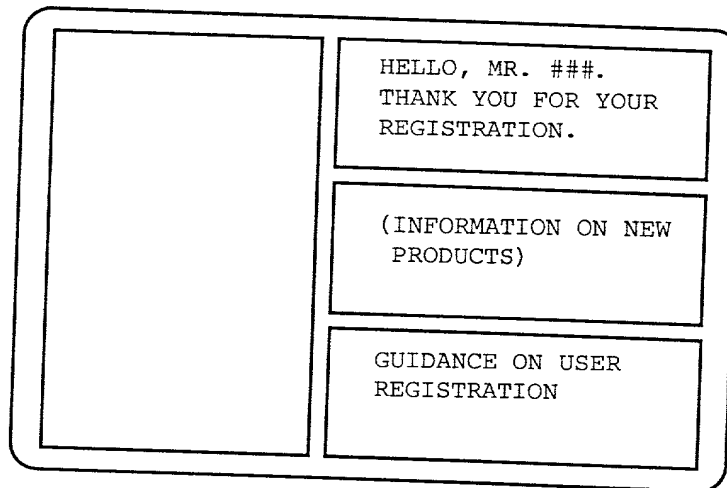 HELLO, MR. ###.
THANK YOU FOR YOUR
REGISTRATION.
(INFORMATION ON NEW
PRODUCTS)
GUIDANCE ON USER
REGISTRATION